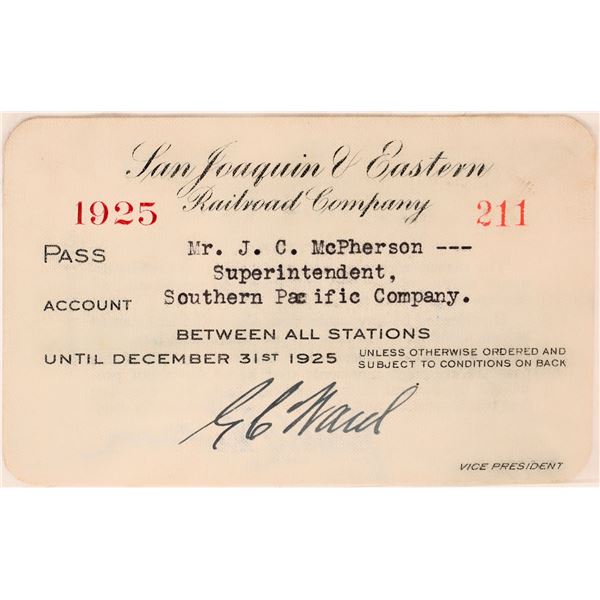 San Joaquin & Eastern
Railroad Company
1925
211
PASS Mr. J. C. McPherson ---
Superintendent,
ACCOUNT Southern Pacific Company.
BETWEEN ALL STATIONS
UNTIL DECEMBER 31ST 1925
UNLESS OTHERWISE ORDERED AND
SUBJECT TO CONDITIONS ON BACK
G C Ward
VICE PRESIDENT